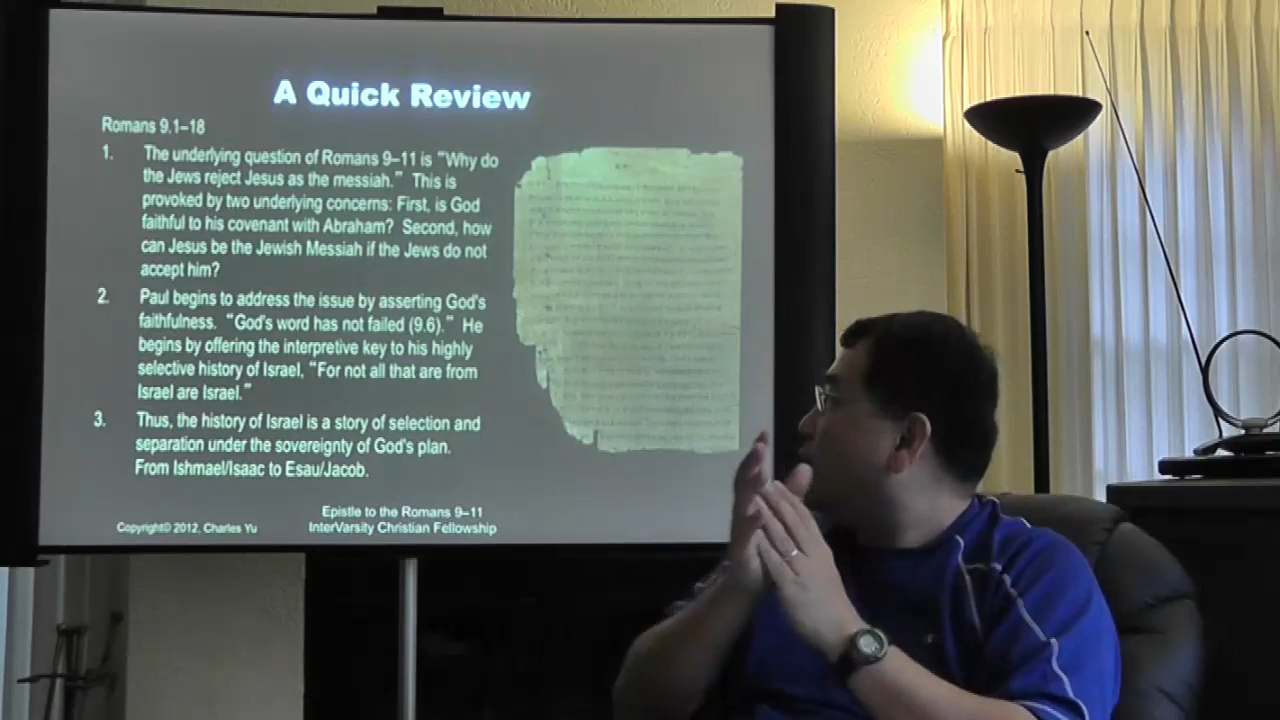 A Quick Review
Romans 9.1–18
1. The underlying question of Romans 9–11 is "Why do
the Jews reject Jesus as the messiah." This is
provoked by two underlying concerns: First, is God
faithful to his covenant with Abraham? Second, how
can Jesus be the Jewish Messiah if the Jews do not
accept him?
2. Paul begins to address the issue by asserting God's
faithfulness. "God's word has not failed (9.6)." He
begins by offering the interpretive key to his highly
selective history of Israel, "For not all that are from
Israel are Israel."
3. Thus, the history of Israel is a story of selection and
separation under the sovereignty of God's plan.
From Ishmael/Isaac to Esau/Jacob.
Epistle to the Romans 9–11
Copyright© 2012, Charles Yu
InterVarsity Christian Fellowship